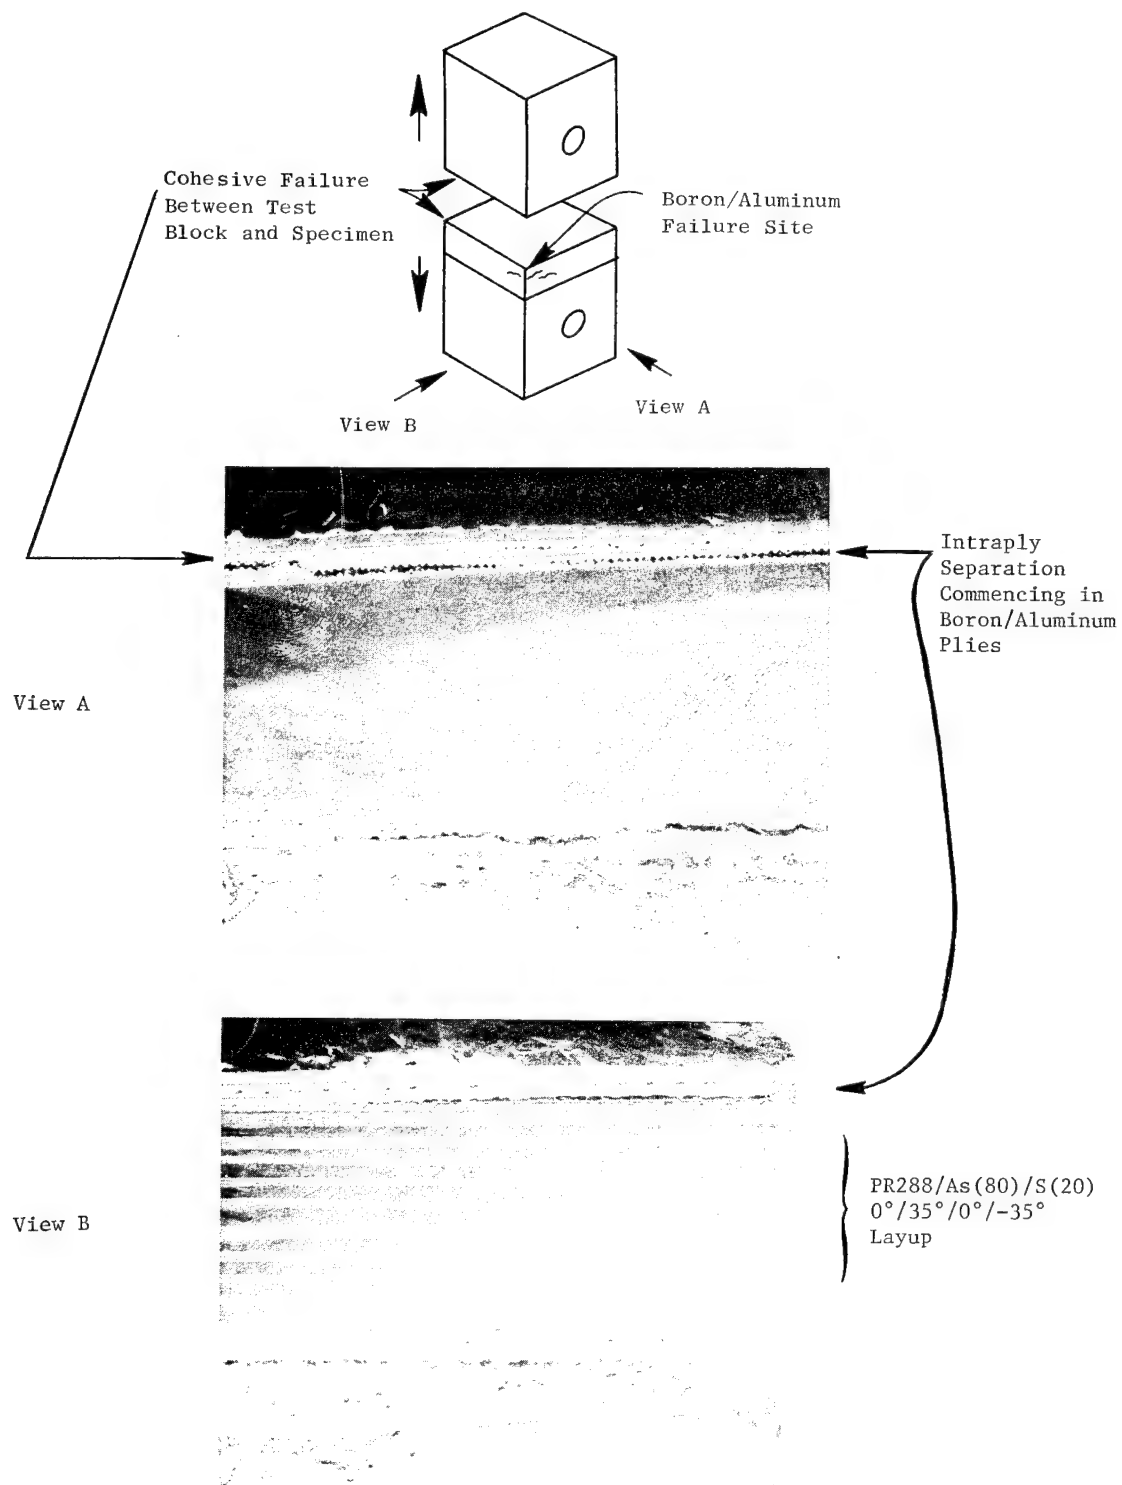 Cohesive Failure
Between Test
Block and Specimen
Boron/Aluminum
Failure Site
View B
View A
Intraply
Separation
Commencing in
Boron/Aluminum
Plies
View A
PR288/As(80)/S(20)
0°/35°/0°/-35°
Layup
View B